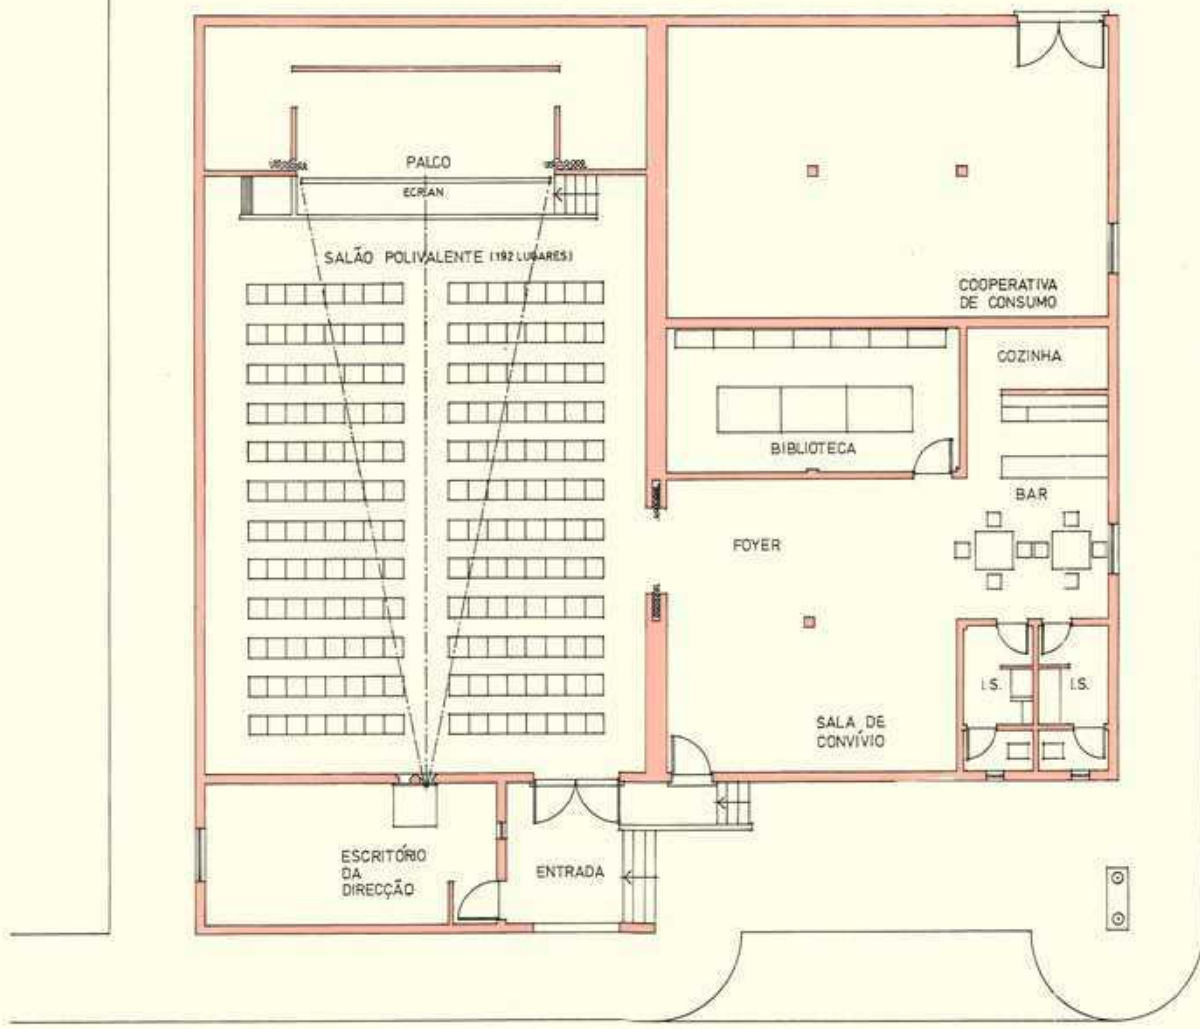 PALCO
ECRAN
SALÃO POLIVALENTE (192 LUGARES)
COOPERATIVA
DE CONSUMO
COZINHA
BIBLIOTECA
BAR
FOYER
I.S.
I.S.
SALA DE
CONVÍVIO
ESCRITÓRIO
DA
DIRECÇÃO
ENTRADA